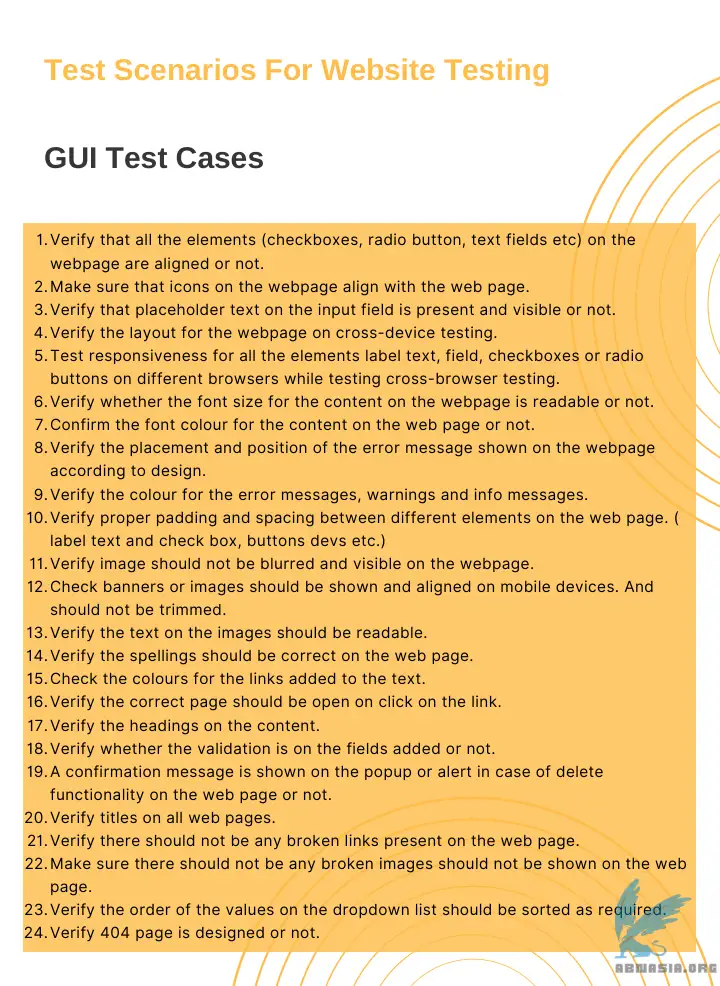 Test Scenarios For Website Testing
GUI Test Cases
1. Verify that all the elements (checkboxes, radio button, text fields etc) on the
webpage are aligned or not.
2. Make sure that icons on the webpage align with the web page.
3. Verify that placeholder text on the input field is present and visible or not.
4. Verify the layout for the webpage on cross-device testing.
5. Test responsiveness for all the elements label text, field, checkboxes or radio
buttons on different browsers while testing cross-browser testing.
6. Verify whether the font size for the content on the webpage is readable or not.
7. Confirm the font colour for the content on the web page or not.
8. Verify the placement and position of the error message shown on the webpage
according to design.
9. Verify the colour for the error messages, warnings and info messages.
10. Verify proper padding and spacing between different elements on the web page. (
label text and check box, buttons devs etc.)
11. Verify image should not be blurred and visible on the webpage.
12. Check banners or images should be shown and aligned on mobile devices. And
should not be trimmed.
13. Verify the text on the images should be readable.
14. Verify the spellings should be correct on the web page.
15. Check the colours for the links added to the text.
16. Verify the correct page should be open on click on the link.
17. Verify the headings on the content.
18. Verify whether the validation is on the fields added or not.
19. A confirmation message is shown on the popup or alert in case of delete
functionality on the web page or not.
20. Verify titles on all web pages.
21. Verify there should not be any broken links present on the web page.
22. Make sure there should not be any broken images should not be shown on the web
page.
23. Verify the order of the values on the dropdown list should be sorted as required.
24. Verify 404 page is designed or not.
ABWASIA.ORG